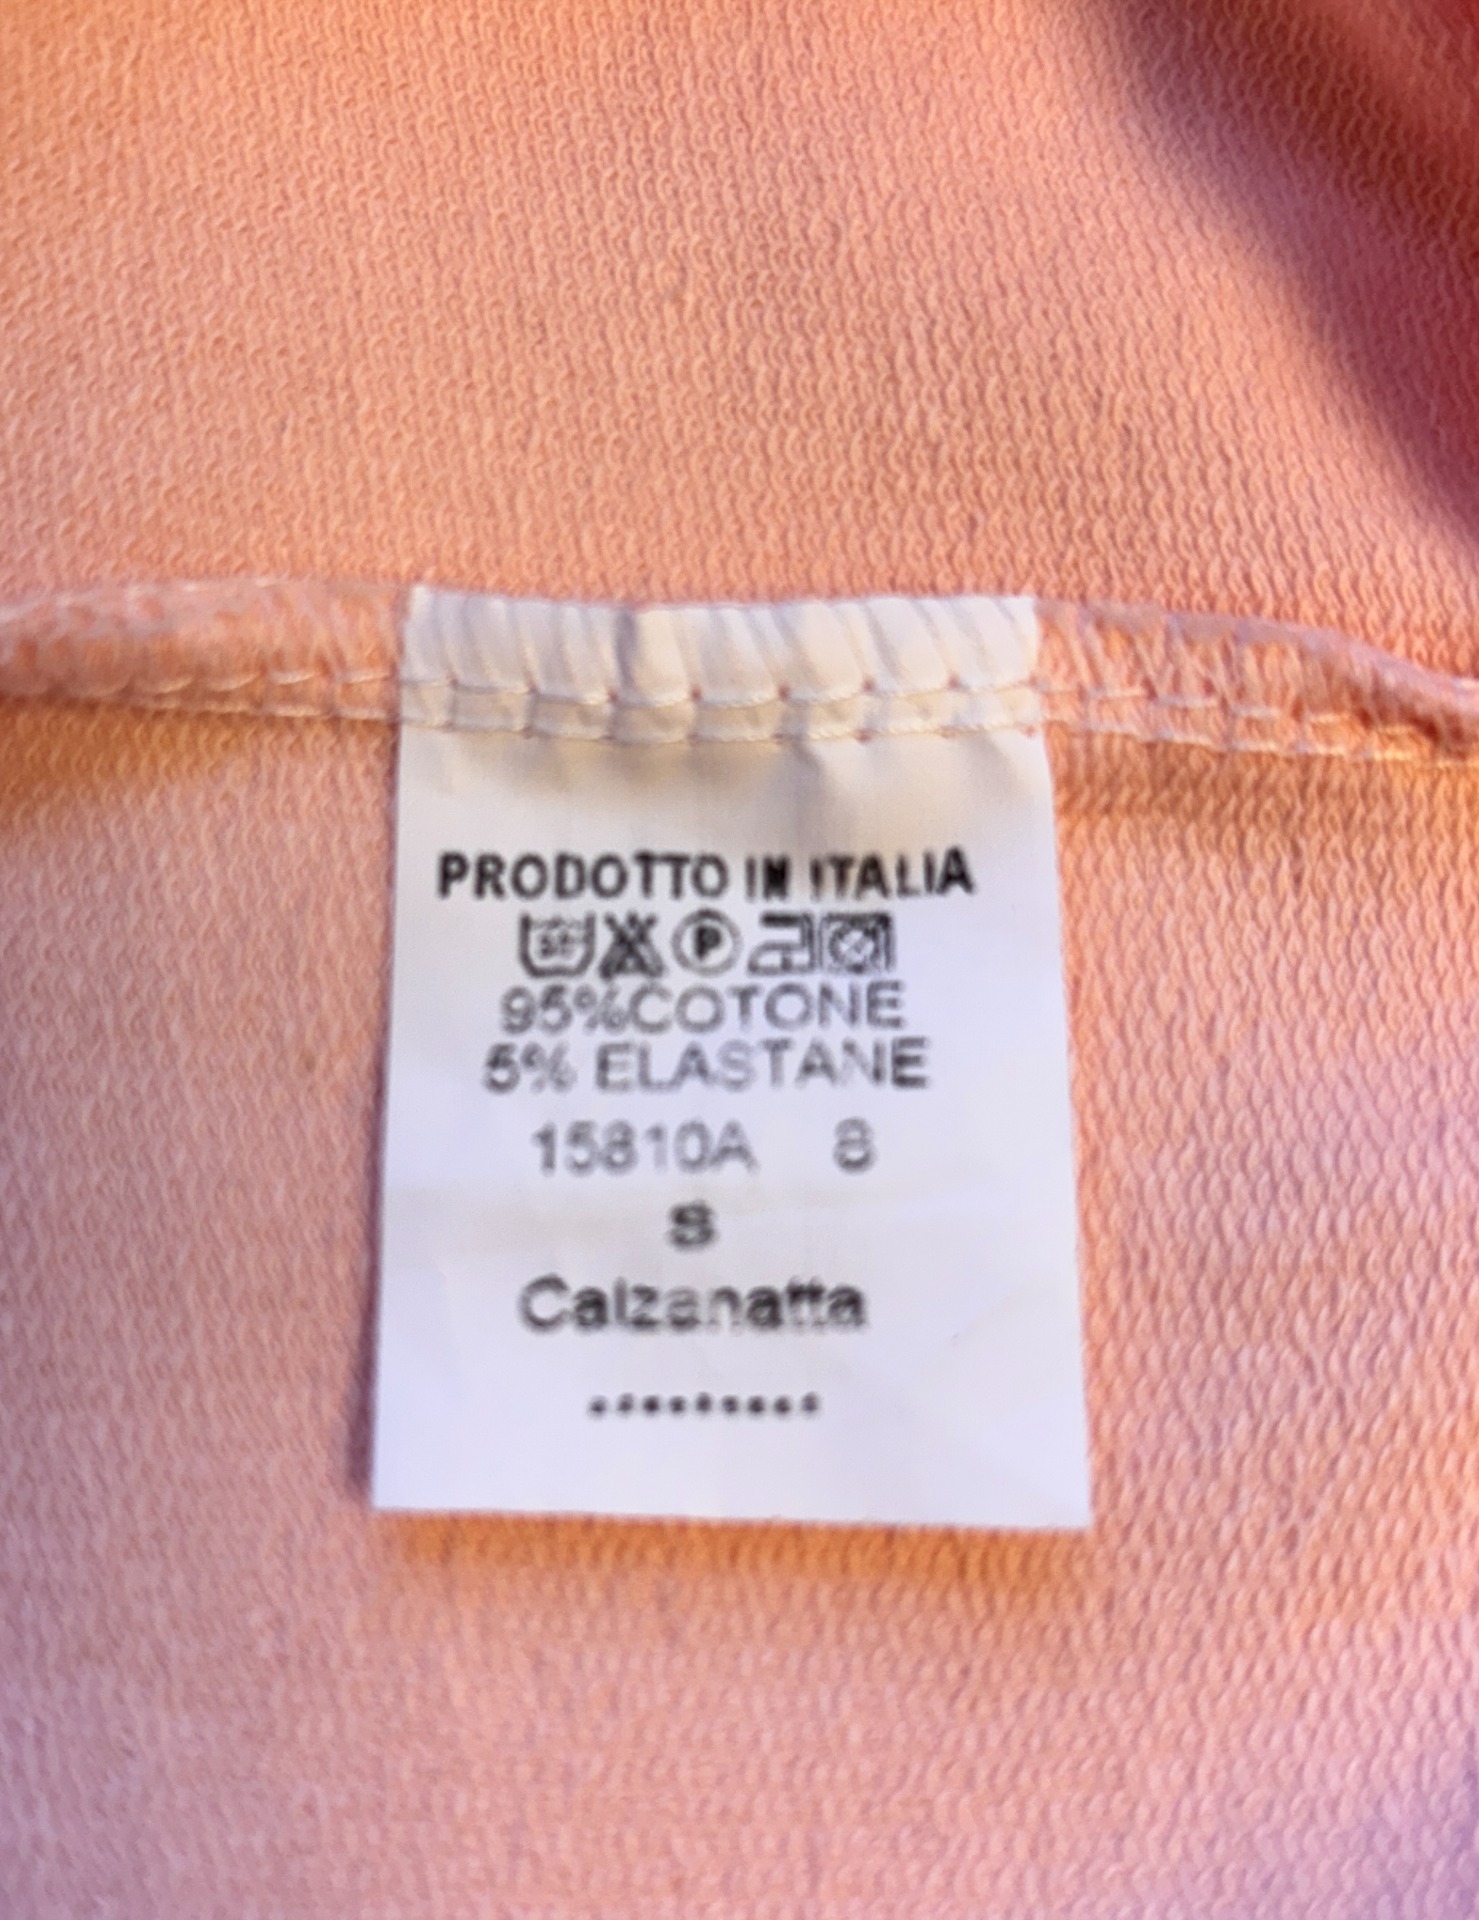 PRODOTTO IN ITALIA
P
95%COTONE
5% ELASTANE
15810A 8
S
Calzanatta